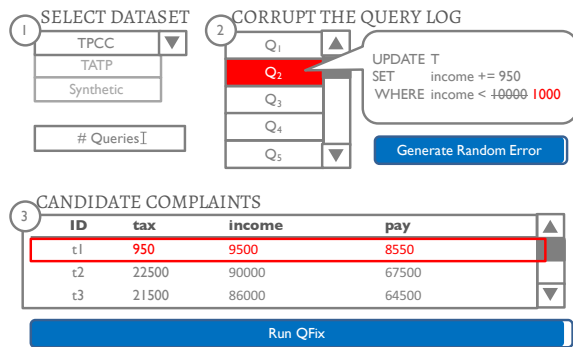 1 SELECT DATASET
TPCC
TATP
Synthetic
# Queries
2 CORRUPT THE QUERY LOG
Q1
Q2
Q3
Q4
Q5
UPDATE T
SET income += 950
WHERE income < 10000 1000
Generate Random Error
3 CANDIDATE COMPLAINTS
ID tax income pay
t1 950 9500 8550
t2 22500 90000 67500
t3 21500 86000 64500
Run QFix